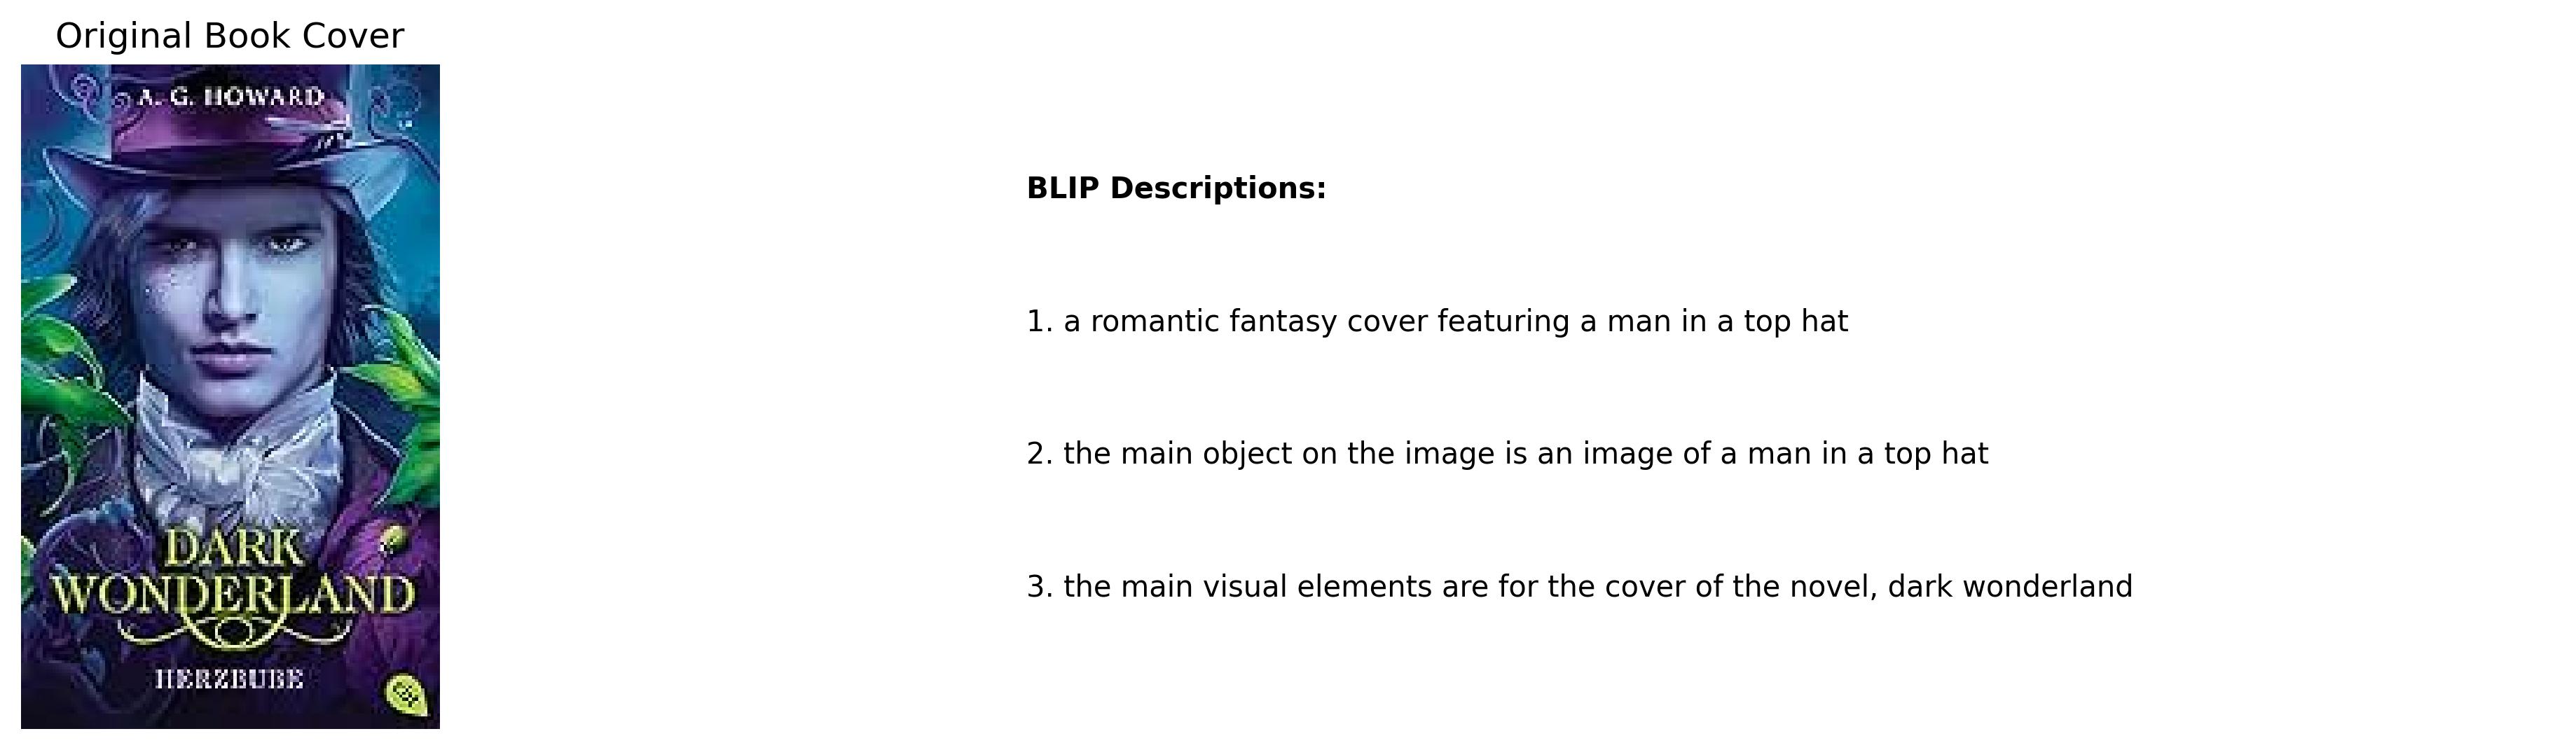 Original Book Cover
A. G. HOWARD
DARK
WONDERLAND
HERZBUBE
BLIP Descriptions:
1. a romantic fantasy cover featuring a man in a top hat
2. the main object on the image is an image of a man in a top hat
3. the main visual elements are for the cover of the novel, dark wonderland